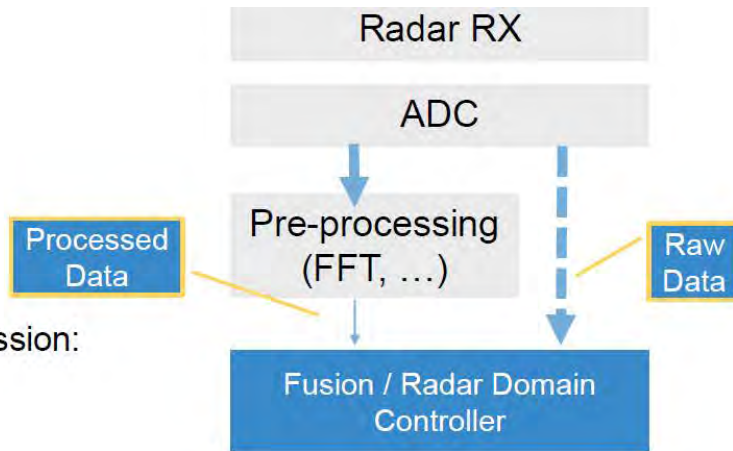 Radar RX
ADC
Pre-processing
(FFT, ...)
Processed
Data
Raw
Data
ssion:
Fusion / Radar Domain
Controller